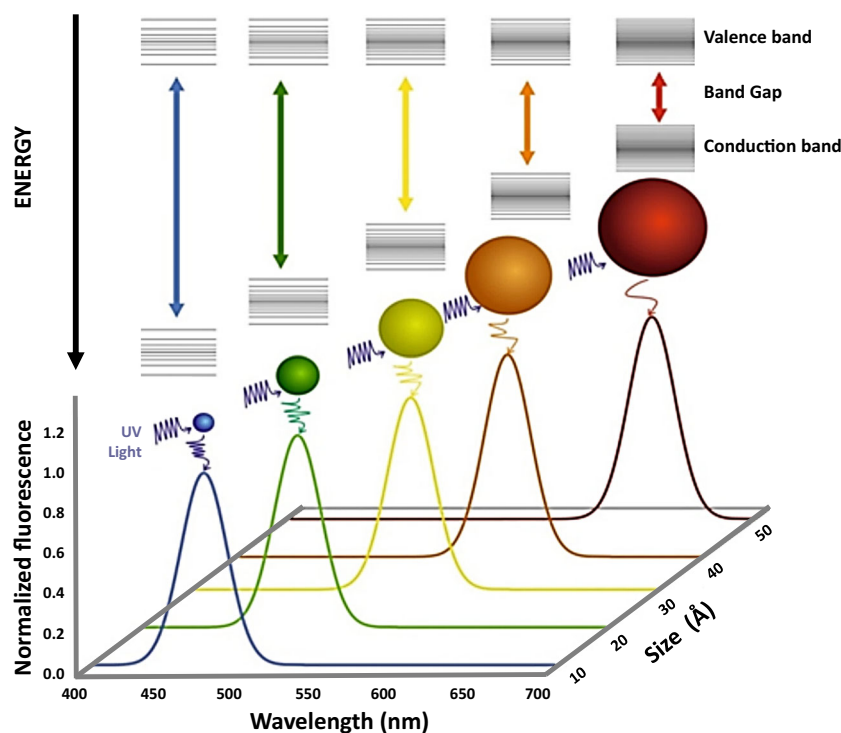 Valence band
Band Gap
Conduction band
ENERGY
UV
Light
Normalized fluorescence
1.2
1.0
0.8
0.6
0.4
0.2
0.0
400 450 500 550 600 650 700
Wavelength (nm)
10
20
30
40
50
Size (Å)